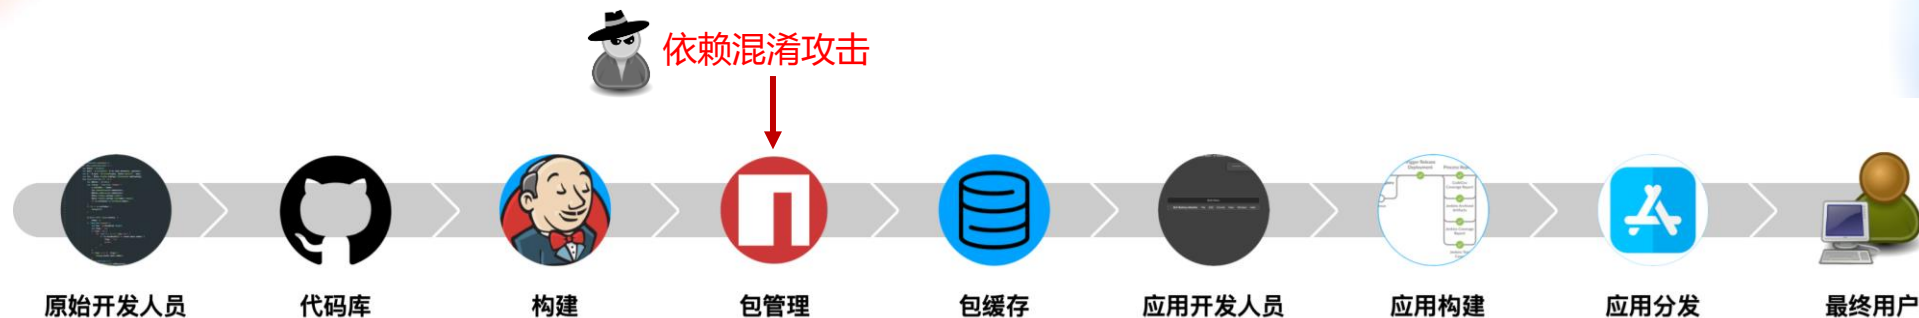 依赖混淆攻击
原始开发人员
代码库
构建
包管理
包缓存
应用开发人员
应用构建
应用分发
最终用户